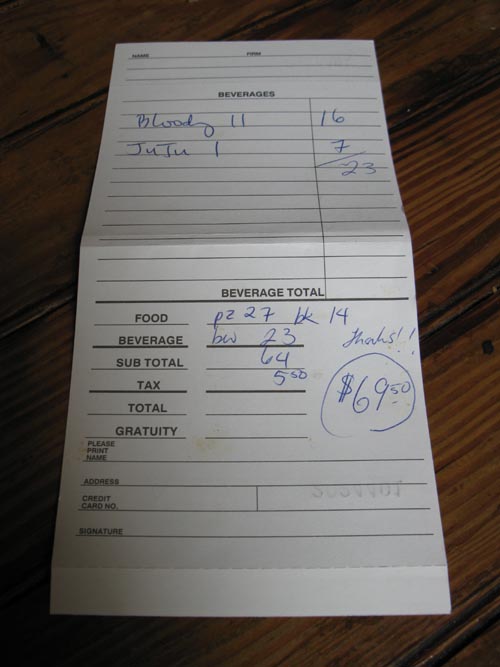 NAME FIRM
BEVERAGES
Bloody 11 16
JuJu 1 7
23
BEVERAGE TOTAL
FOOD pz 27 bk 14
BEVERAGE bev 23 Thanks!!
SUB TOTAL 64
TAX 5 50
$69.50
TOTAL
GRATUITY
PLEASE
PRINT
NAME
ADDRESS
CREDIT
CARD NO.
SIGNATURE